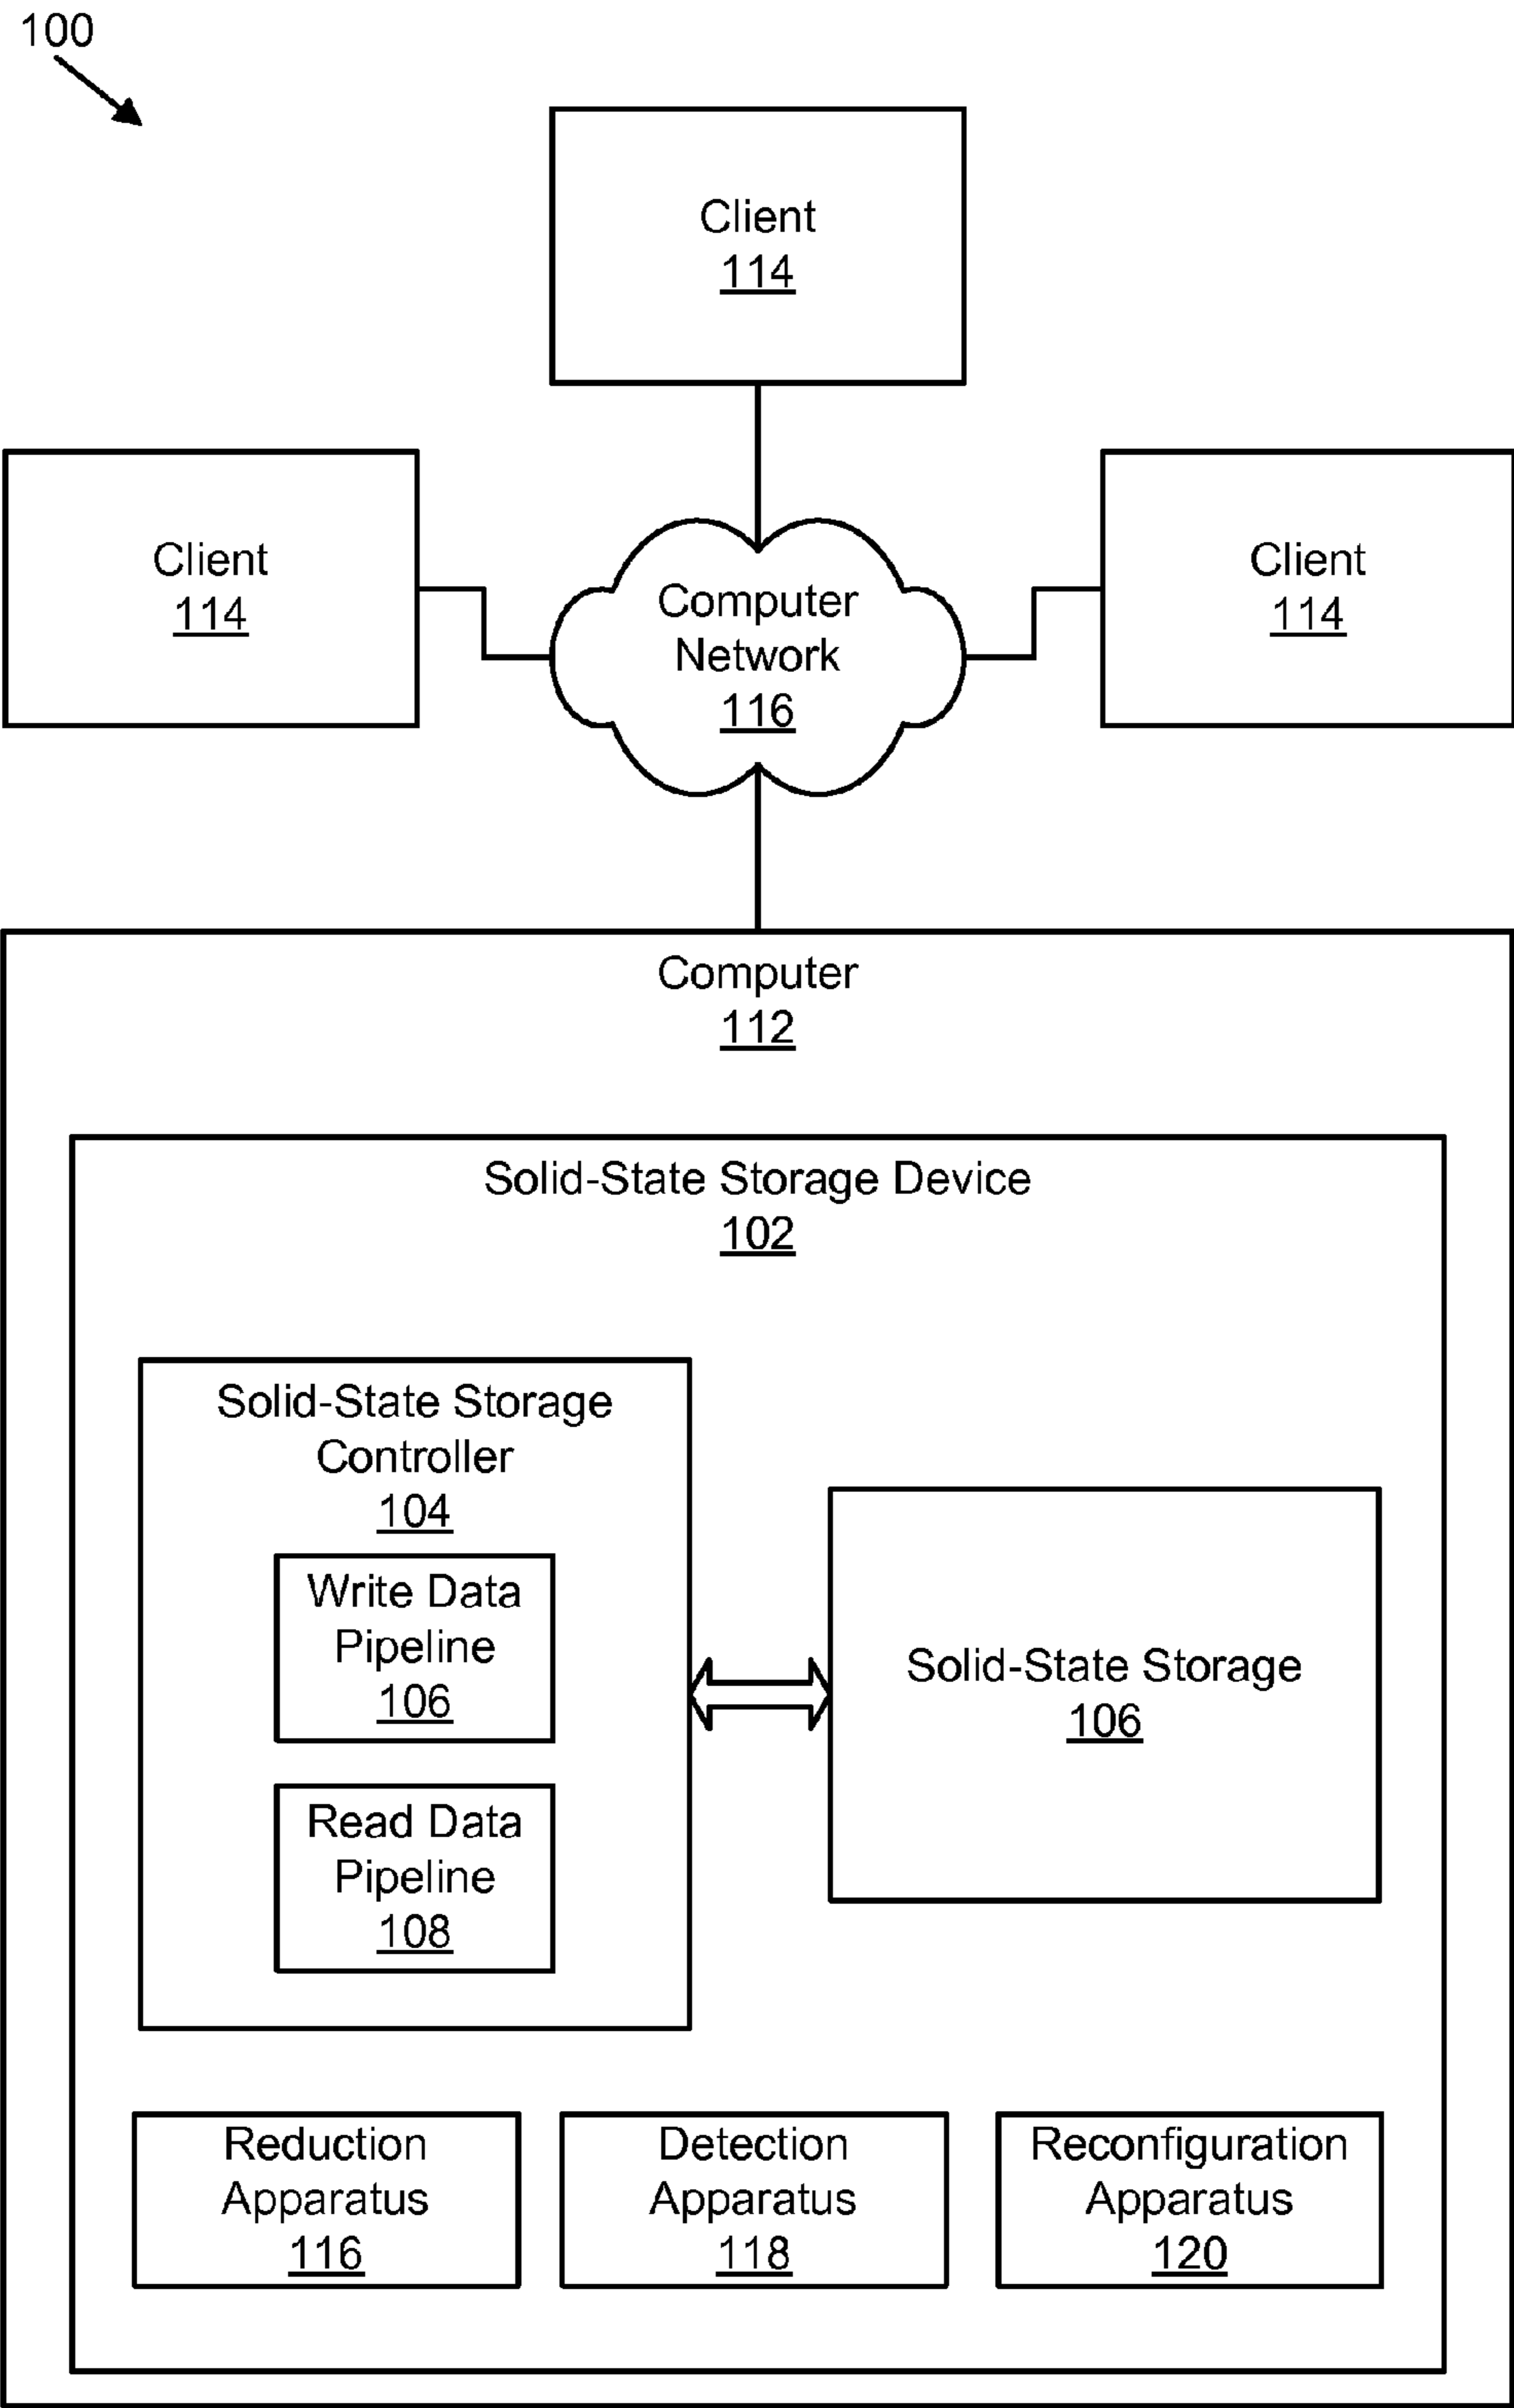 100
Client
114
Client
114
Computer
Network
116
Client
114
Computer
112
Solid-State Storage Device
102
Solid-State Storage
Controller
104
Write Data
Pipeline
106
Read Data
Pipeline
108
Solid-State Storage
106
Reduction
Apparatus
116
Detection
Apparatus
118
Reconfiguration
Apparatus
120